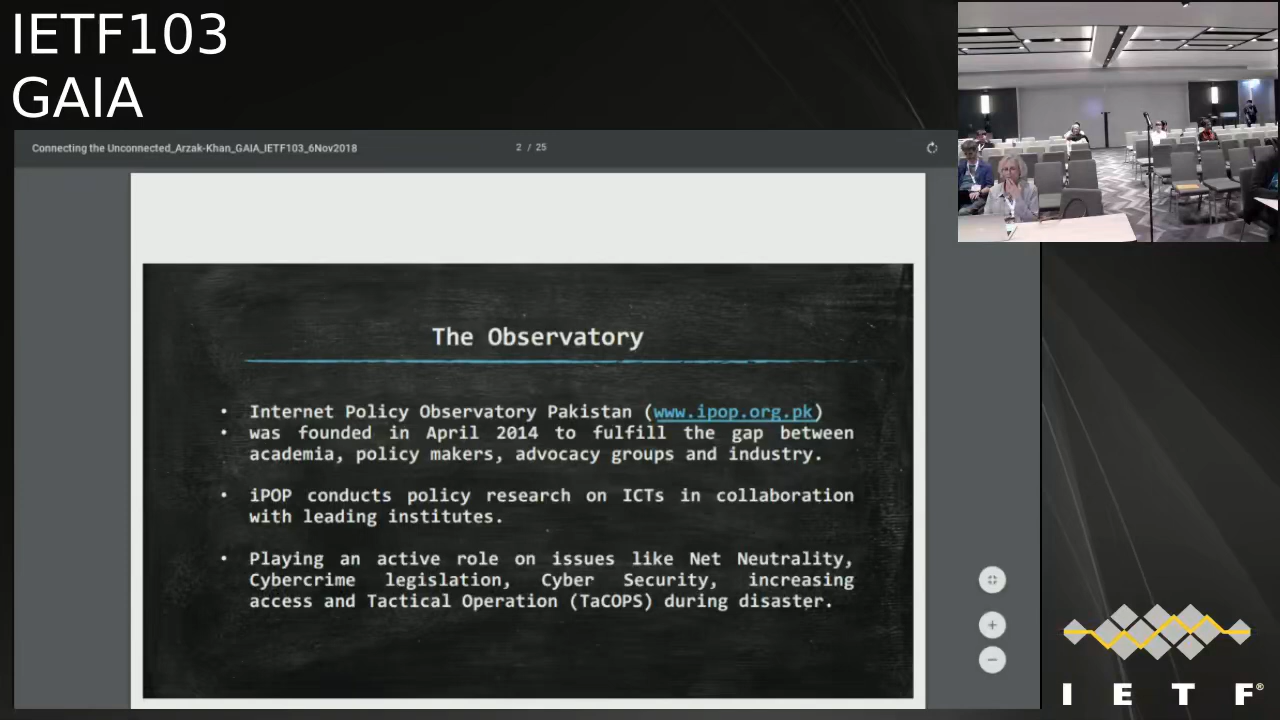 IETF103
GAIA
Connecting the Unconnected_Arzak-Khan_GAIA_IETF103_6Nov2018
2 / 25
The Observatory
• Internet Policy Observatory Pakistan (www.ipop.org.pk)
• was founded in April 2014 to fulfill the gap between
academia, policy makers, advocacy groups and industry.
• iPOP conducts policy research on ICTs in collaboration
with leading institutes.
• Playing an active role on issues like Net Neutrality,
Cybercrime legislation, Cyber Security, increasing
access and Tactical Operation (TaCOPS) during disaster.
I E T F®